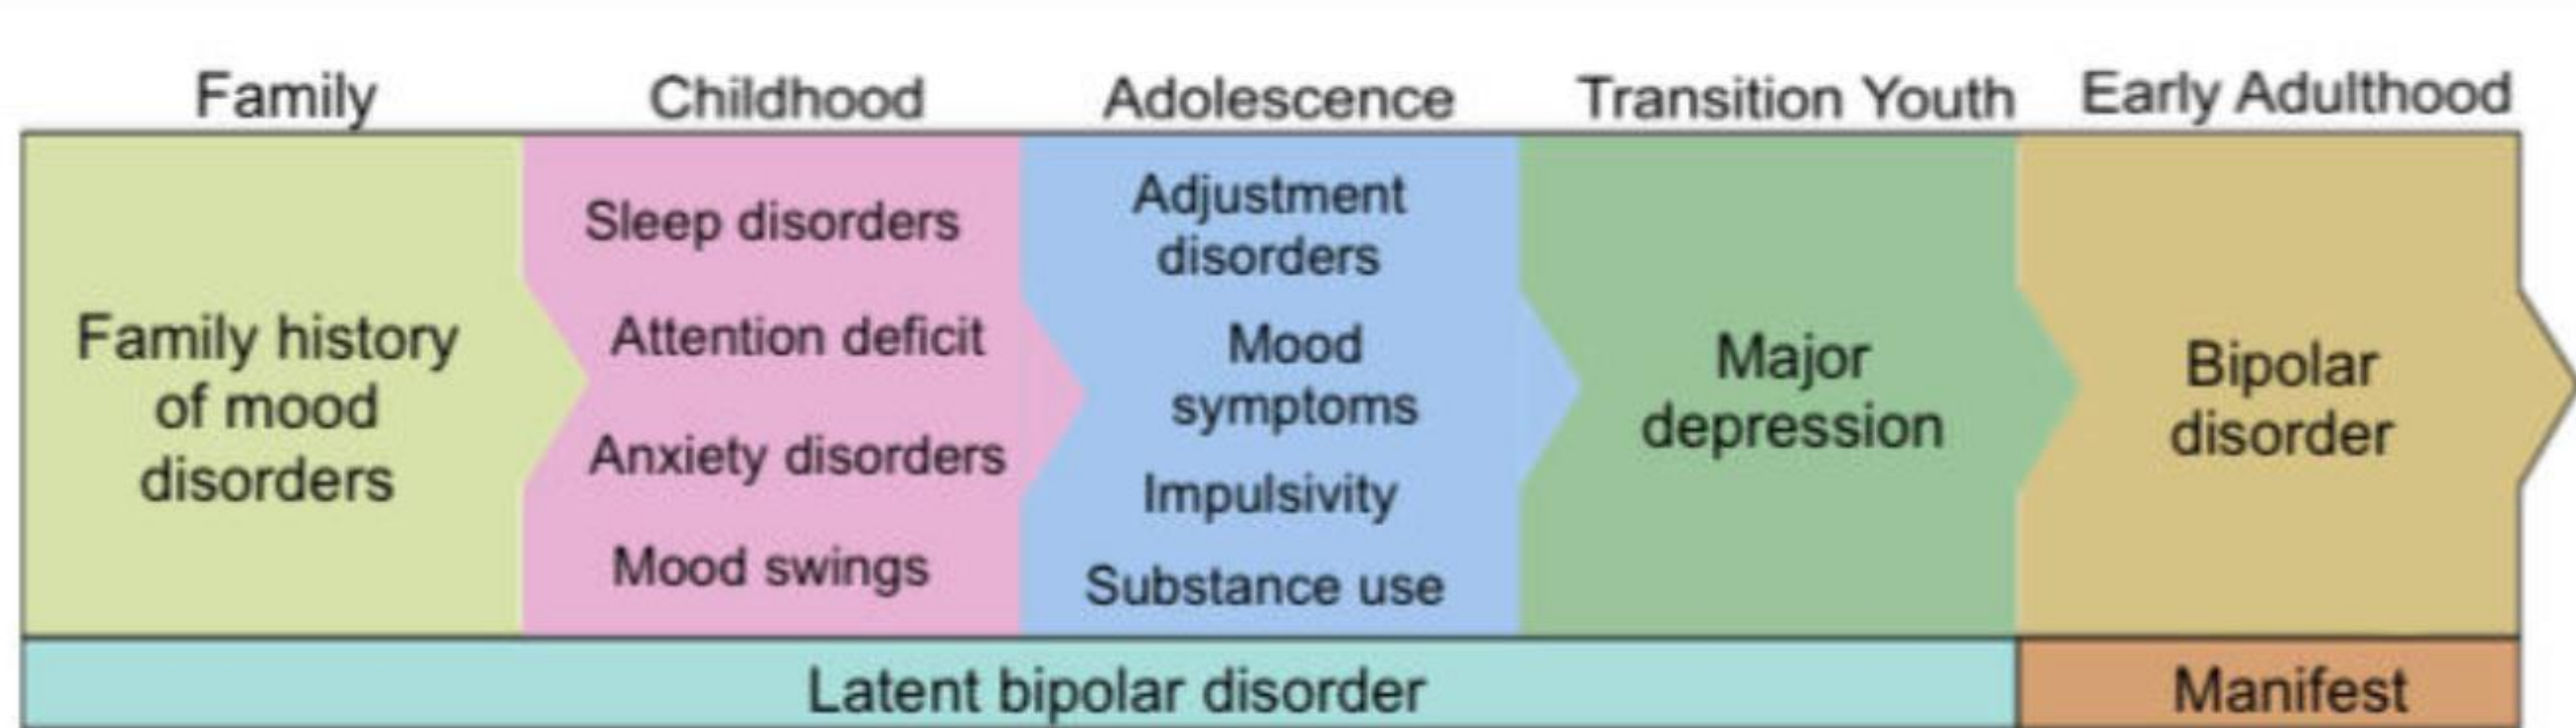 Family
Childhood
Adolescence
Transition Youth
Early Adulthood
Family history
of mood
disorders
Sleep disorders
Attention deficit
Anxiety disorders
Mood swings
Adjustment
disorders
Mood
symptoms
Impulsivity
Substance use
Major
depression
Bipolar
disorder
Latent bipolar disorder
Manifest